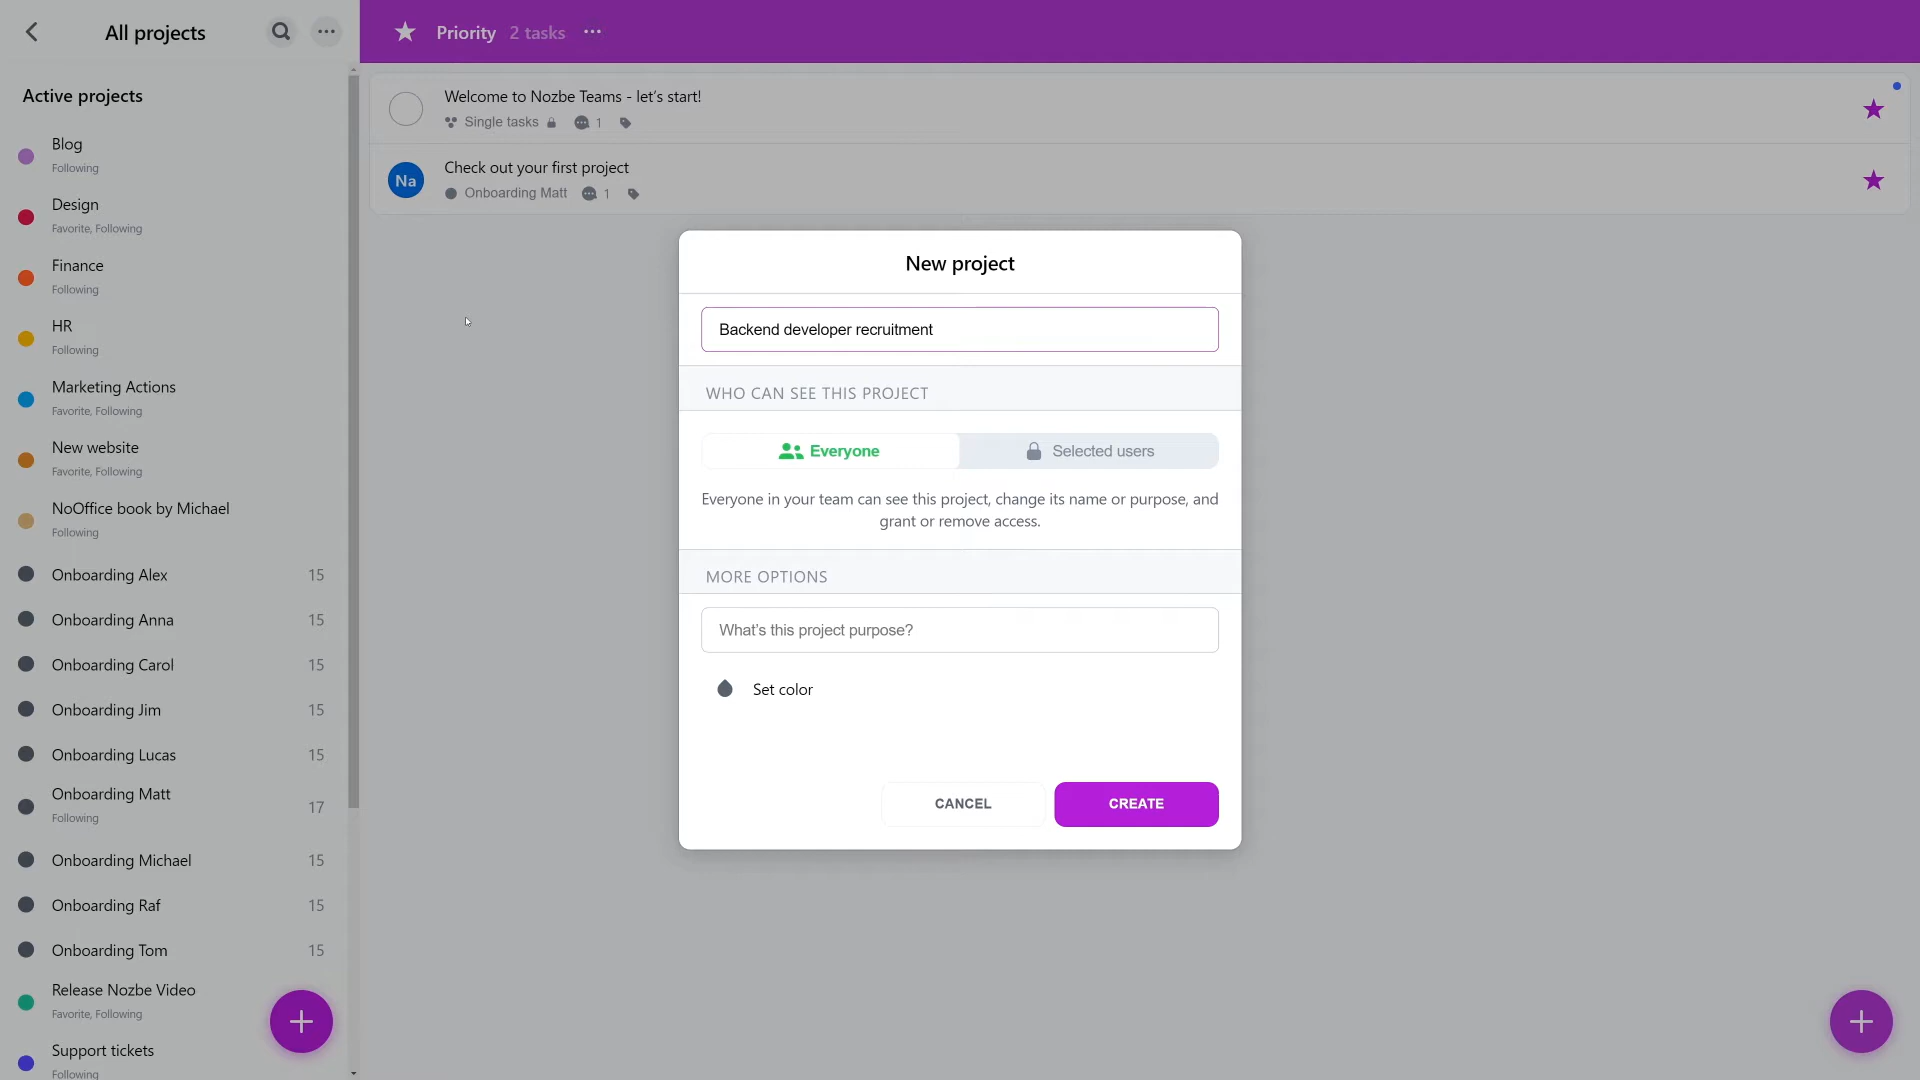 All projects
Active projects
Blog
Following
Design
Favorite, Following
Finance
Following
HR
Following
Marketing Actions
Favorite, Following
New website
Favorite, Following
NoOffice book by Michael
Following
Onboarding Alex 15
Onboarding Anna 15
Onboarding Carol 15
Onboarding Jim 15
Onboarding Lucas 15
Onboarding Matt 17
Following
Onboarding Michael 15
Onboarding Raf 15
Onboarding Tom 15
Release Nozbe Video
Favorite, Following
Support tickets
Following
Priority 2 tasks
Welcome to Nozbe Teams - let's start!
Single tasks 1
Na
Check out your first project
Onboarding Matt 1
New project
Backend developer recruitment
WHO CAN SEE THIS PROJECT
Everyone
Selected users
Everyone in your team can see this project, change its name or purpose, and
grant or remove access.
MORE OPTIONS
What's this project purpose?
Set color
CANCEL
CREATE